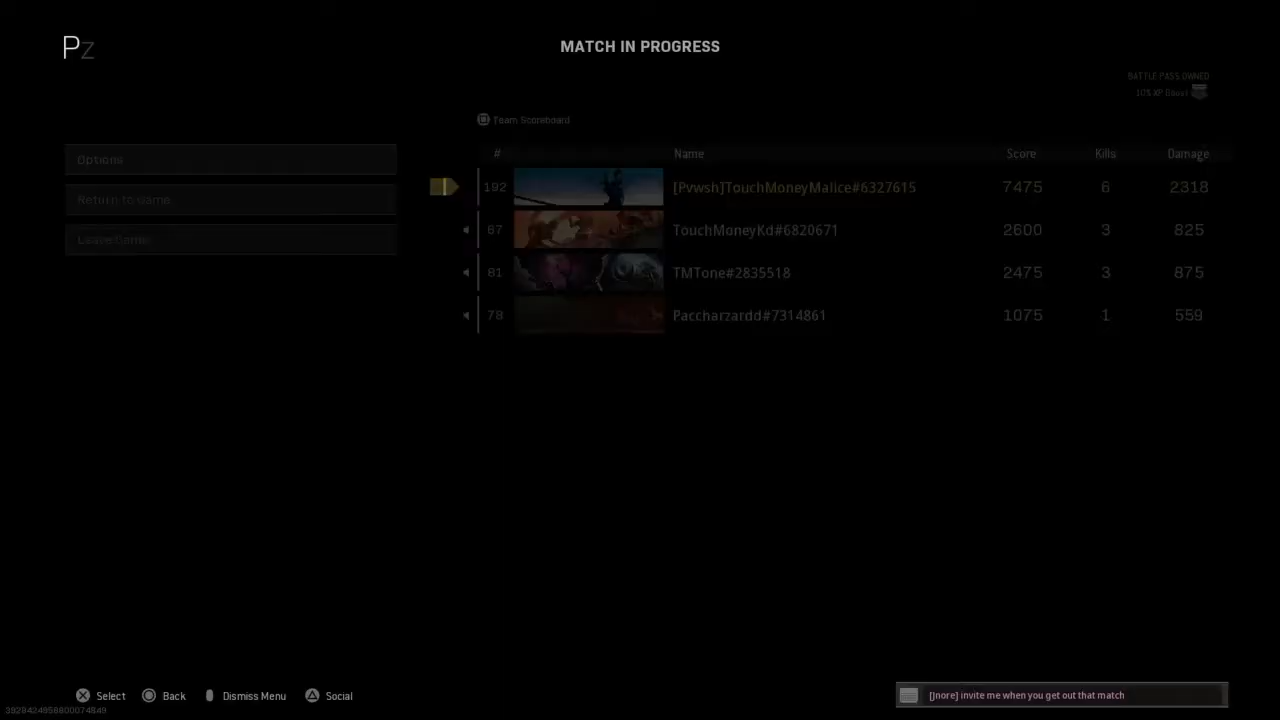 Pz
MATCH IN PROGRESS
BATTLE PASS OWNED
10% XP Boost
Team Scoreboard
Options
Return to Game
Leave Game
# Name Score Kills Damage
192 [Pvwsh]TouchMoneyMalice#6327615 7475 6 2318
67 TouchMoneyKd#6820671 2600 3 825
81 TMTone#2835518 2475 3 875
78 Paccharzardd#7314861 1075 1 559
Select Back Dismiss Menu Social
[Jnore] invite me when you get out that match